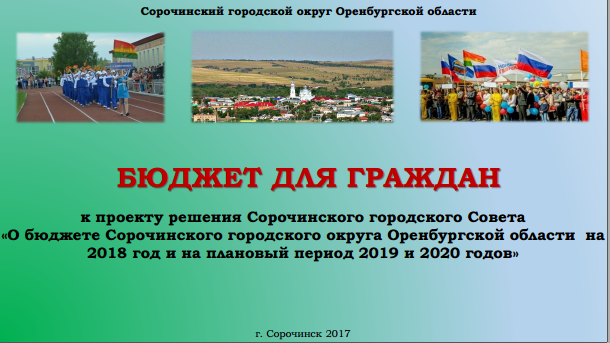 Сорочинский городской округ Оренбургской области
БЮДЖЕТ ДЛЯ ГРАЖДАН
к проекту решения Сорочинского городского Совета
«О бюджете Сорочинского городского округа Оренбургской области на
2018 год и на плановый период 2019 и 2020 годов»
г. Сорочинск 2017